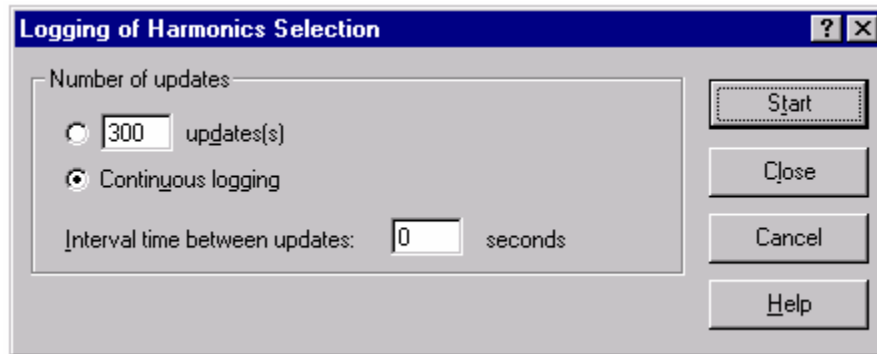 Logging of Harmonics Selection
Number of updates
300 updates(s)
Continuous logging
Interval time between updates: 0 seconds
Start
Close
Cancel
Help